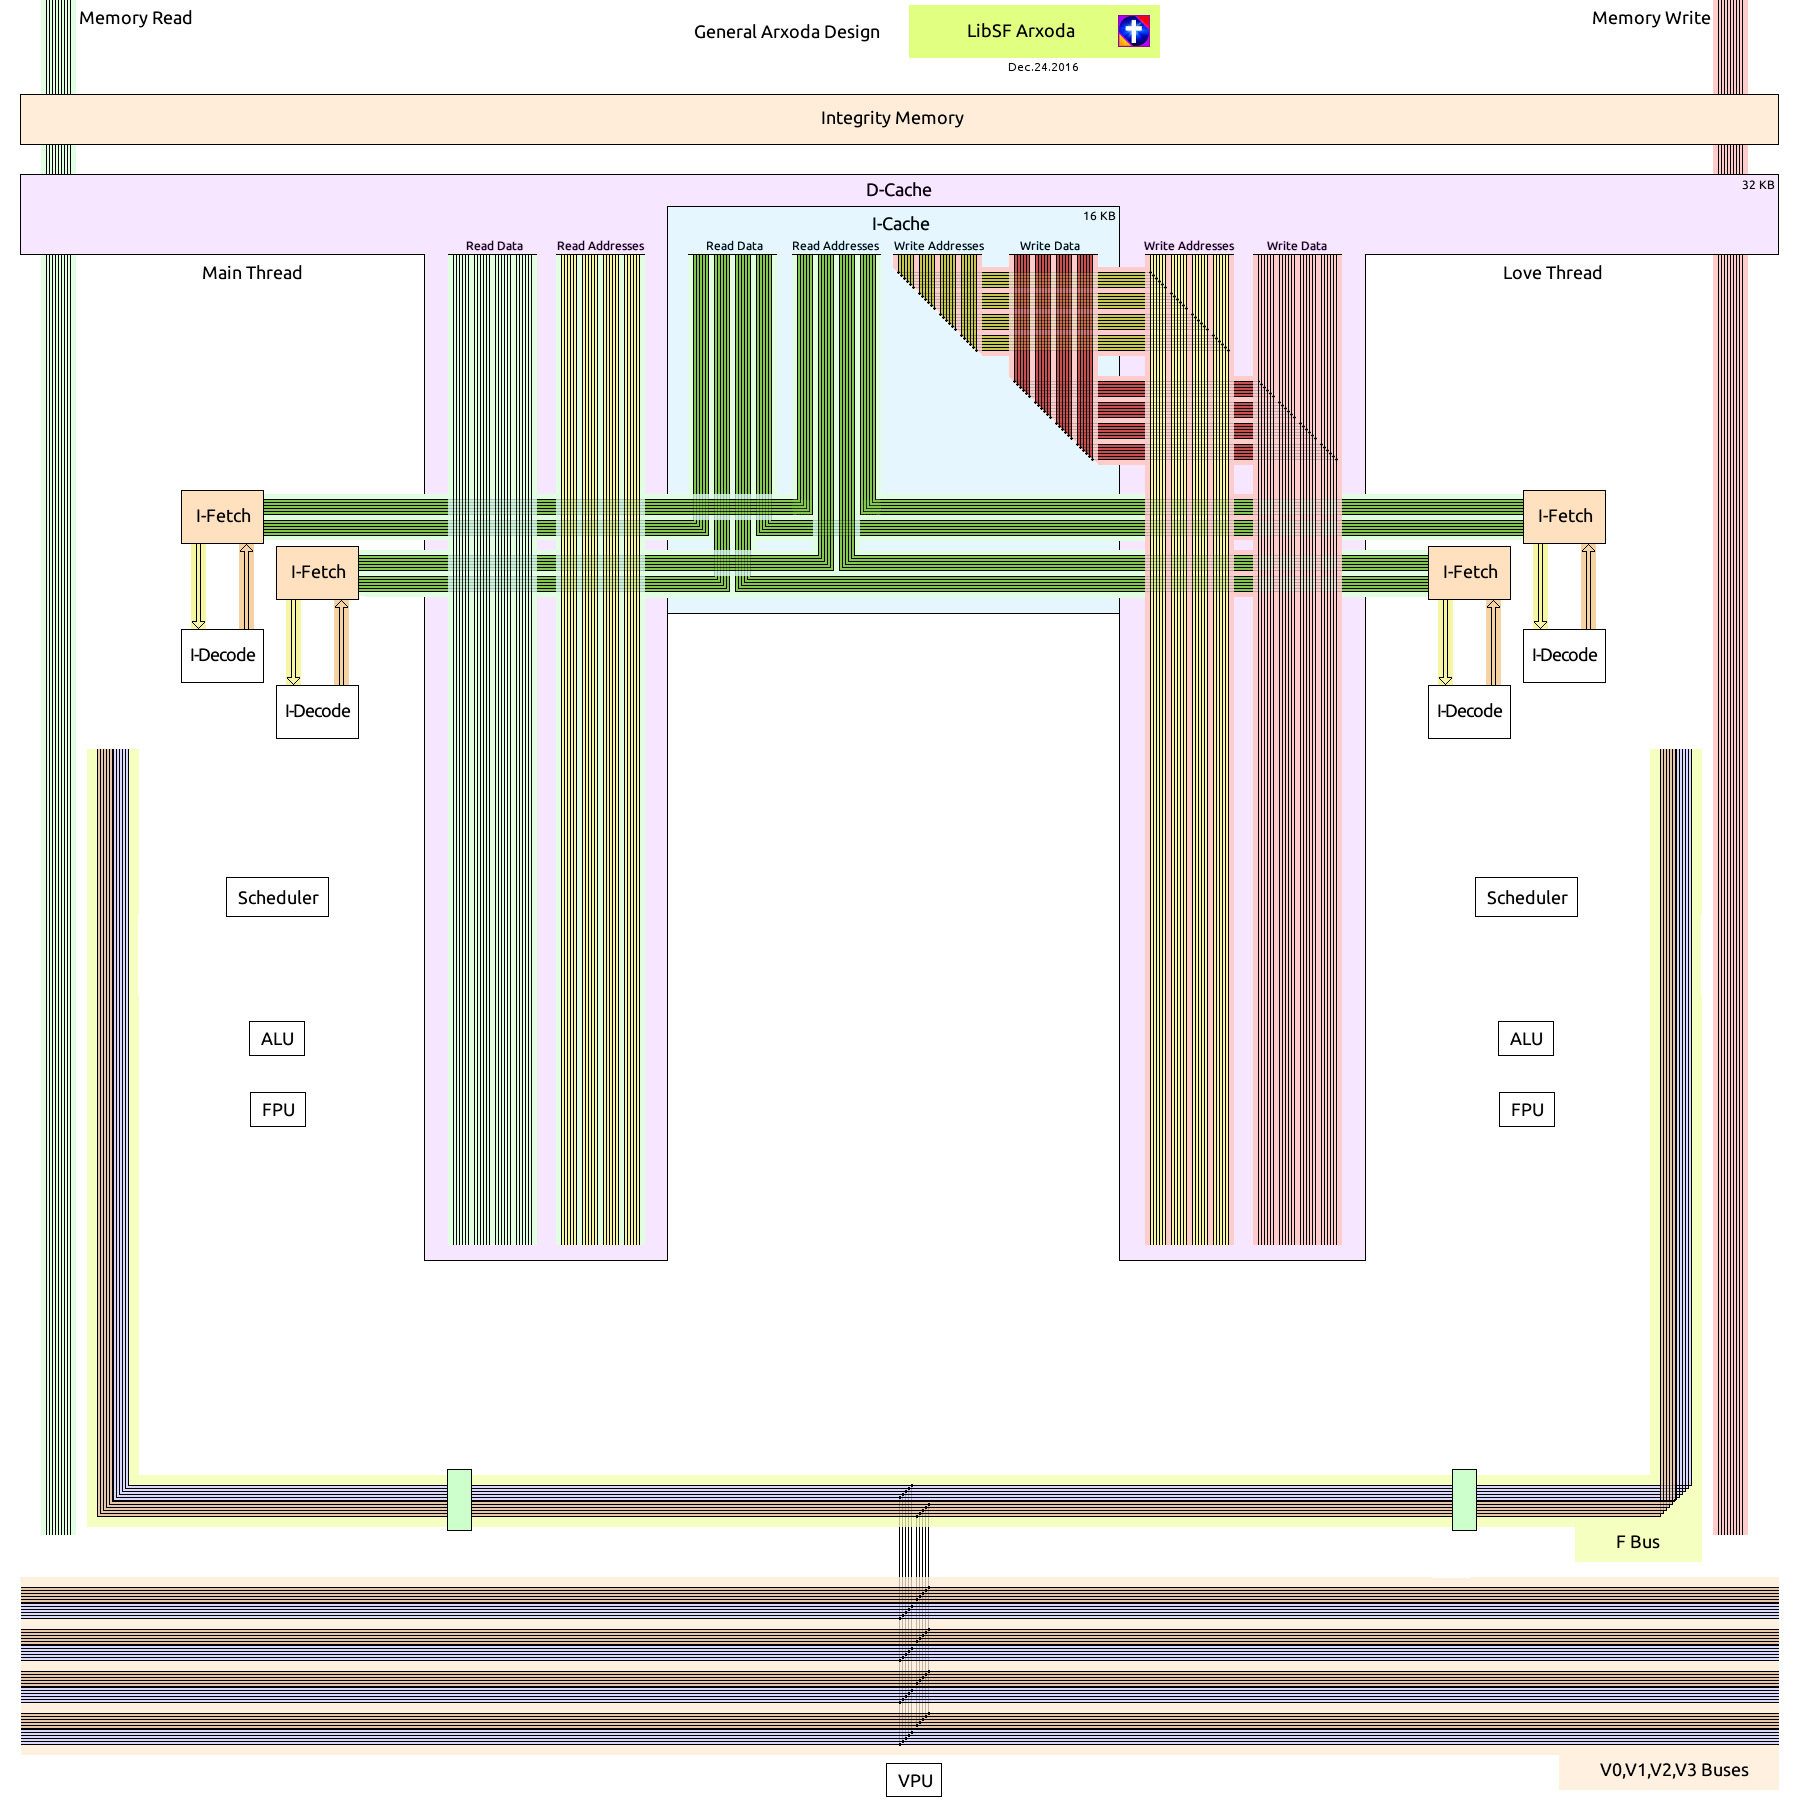 Memory Read
General Arxoda Design
LibSF Arxoda
Memory Write
Dec.24.2016
Integrity Memory
D-Cache
32 KB
I-Cache
16 KB
Read Data
Read Addresses
Read Data
Read Addresses
Write Addresses
Write Data
Write Addresses
Write Data
Main Thread
Love Thread
I-Fetch
I-Fetch
I-Fetch
I-Fetch
I-Decode
I-Decode
I-Decode
I-Decode
Scheduler
Scheduler
ALU
ALU
FPU
FPU
F Bus
V0,V1,V2,V3 Buses
VPU